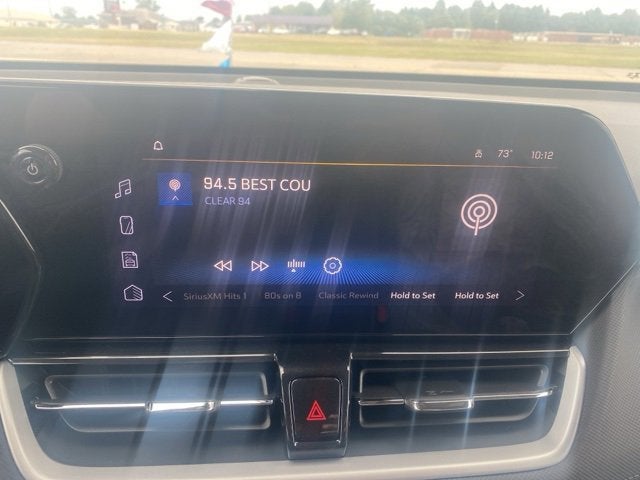 73° 10:12
94.5 BEST COU
CLEAR 94
SiriusXM Hits 1 80s on 8 Classic Rewind Hold to Set Hold to Set